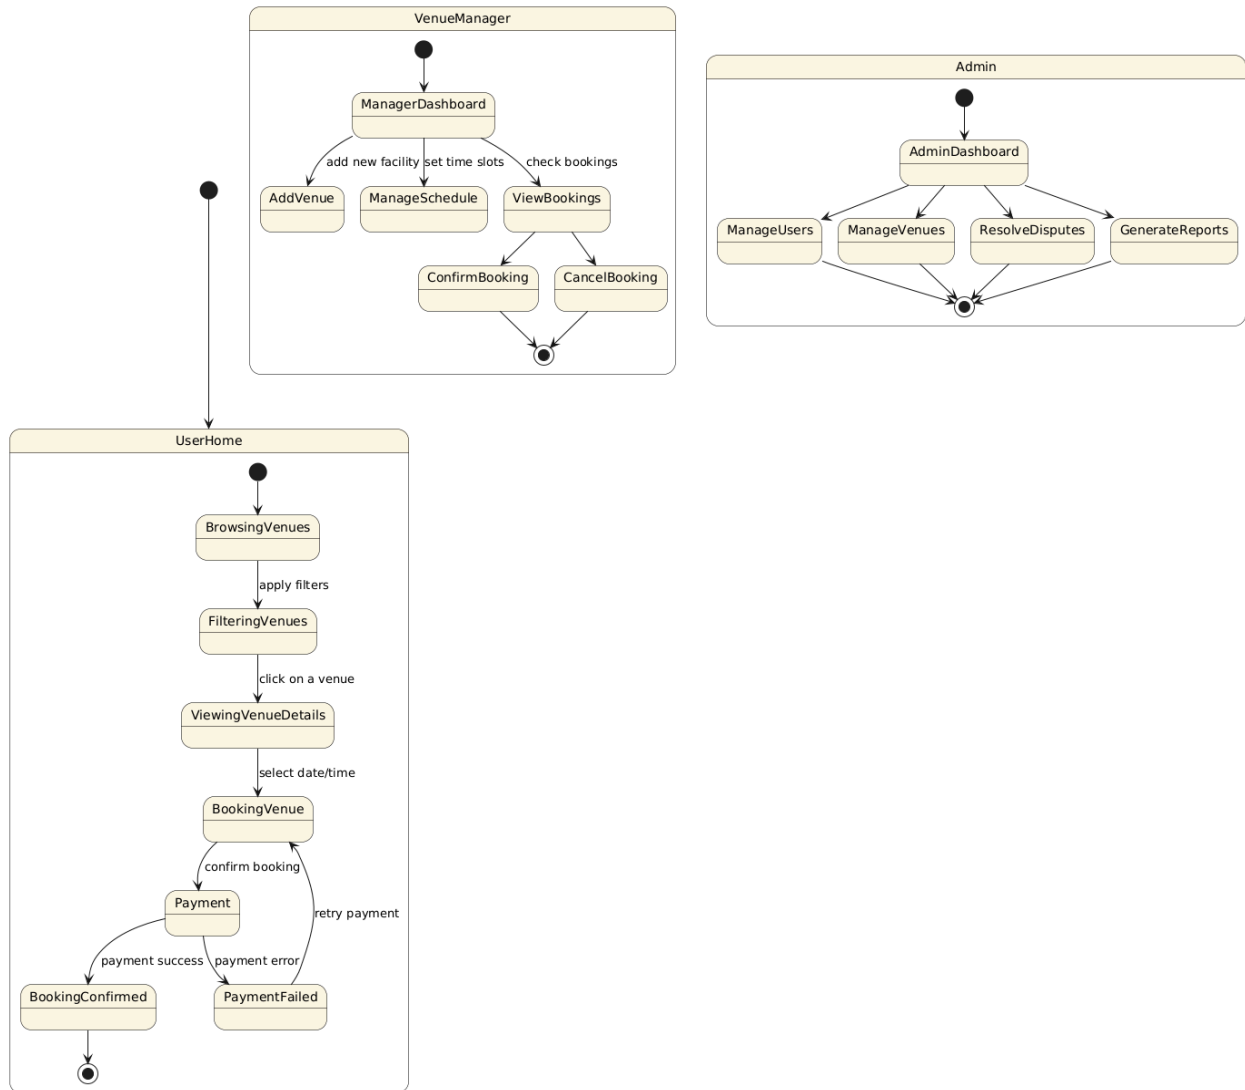 VenueManager
ManagerDashboard
add new facility
set time slots
check bookings
AddVenue
ManageSchedule
ViewBookings
ConfirmBooking
CancelBooking
Admin
AdminDashboard
ManageUsers
ManageVenues
ResolveDisputes
GenerateReports
UserHome
BrowsingVenues
apply filters
FilteringVenues
click on a venue
ViewingVenueDetails
select date/time
BookingVenue
confirm booking
Payment
retry payment
payment success
payment error
BookingConfirmed
PaymentFailed